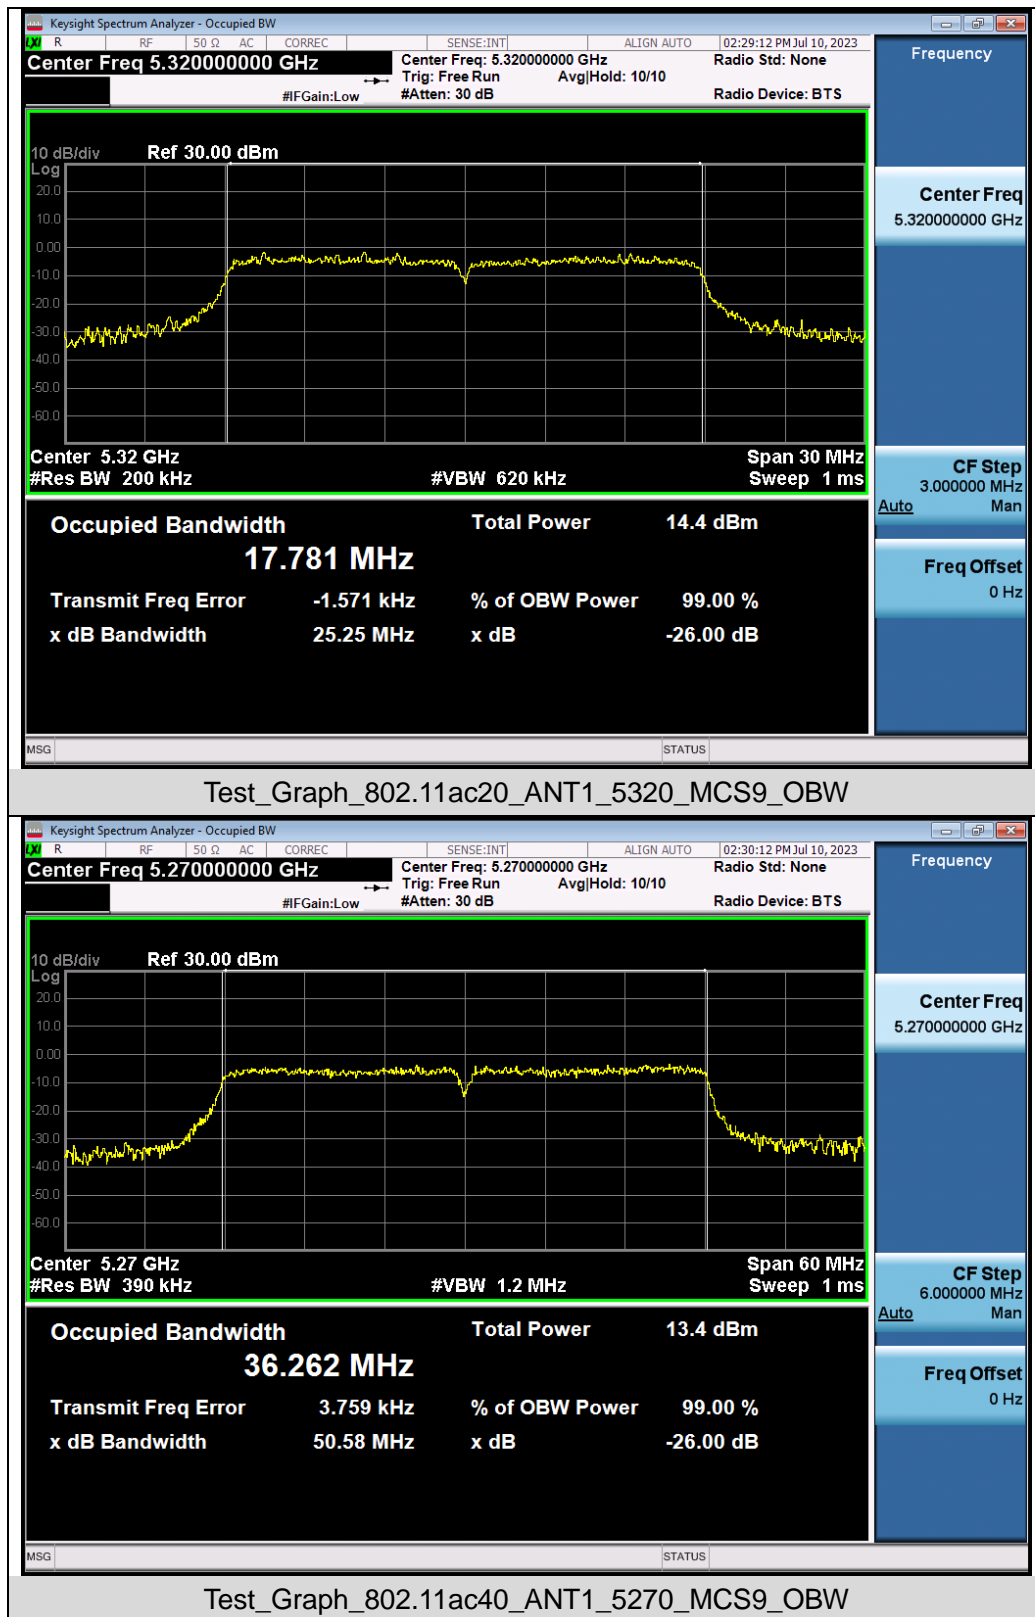 Keysight Spectrum Analyzer - Occupied BW
LXI R RF 50 Ω AC CORREC SENSE:INT ALIGN AUTO 02:29:12 PM Jul 10, 2023
Center Freq 5.320000000 GHz Center Freq: 5.320000000 GHz Radio Std: None
Trig: Free Run Avg|Hold: 10/10
#IFGain:Low #Atten: 30 dB Radio Device: BTS
Frequency
10 dB/div Ref 30.00 dBm
Log
20.0
10.0
0.00
-10.0
-20.0
-30.0
-40.0
-50.0
-60.0
Center 5.32 GHz Span 30 MHz
#Res BW 200 kHz #VBW 620 kHz Sweep 1 ms
Center Freq
5.320000000 GHz
CF Step
3.000000 MHz
Auto Man
Freq Offset
0 Hz
Occupied Bandwidth Total Power 14.4 dBm
17.781 MHz
Transmit Freq Error -1.571 kHz % of OBW Power 99.00 %
x dB Bandwidth 25.25 MHz x dB -26.00 dB
MSG STATUS
Test_Graph_802.11ac20_ANT1_5320_MCS9_OBW
Keysight Spectrum Analyzer - Occupied BW
LXI R RF 50 Ω AC CORREC SENSE:INT ALIGN AUTO 02:30:12 PM Jul 10, 2023
Center Freq 5.270000000 GHz Center Freq: 5.270000000 GHz Radio Std: None
Trig: Free Run Avg|Hold: 10/10
#IFGain:Low #Atten: 30 dB Radio Device: BTS
Frequency
10 dB/div Ref 30.00 dBm
Log
20.0
10.0
0.00
-10.0
-20.0
-30.0
-40.0
-50.0
-60.0
Center 5.27 GHz Span 60 MHz
#Res BW 390 kHz #VBW 1.2 MHz Sweep 1 ms
Center Freq
5.270000000 GHz
CF Step
6.000000 MHz
Auto Man
Freq Offset
0 Hz
Occupied Bandwidth Total Power 13.4 dBm
36.262 MHz
Transmit Freq Error 3.759 kHz % of OBW Power 99.00 %
x dB Bandwidth 50.58 MHz x dB -26.00 dB
MSG STATUS
Test_Graph_802.11ac40_ANT1_5270_MCS9_OBW